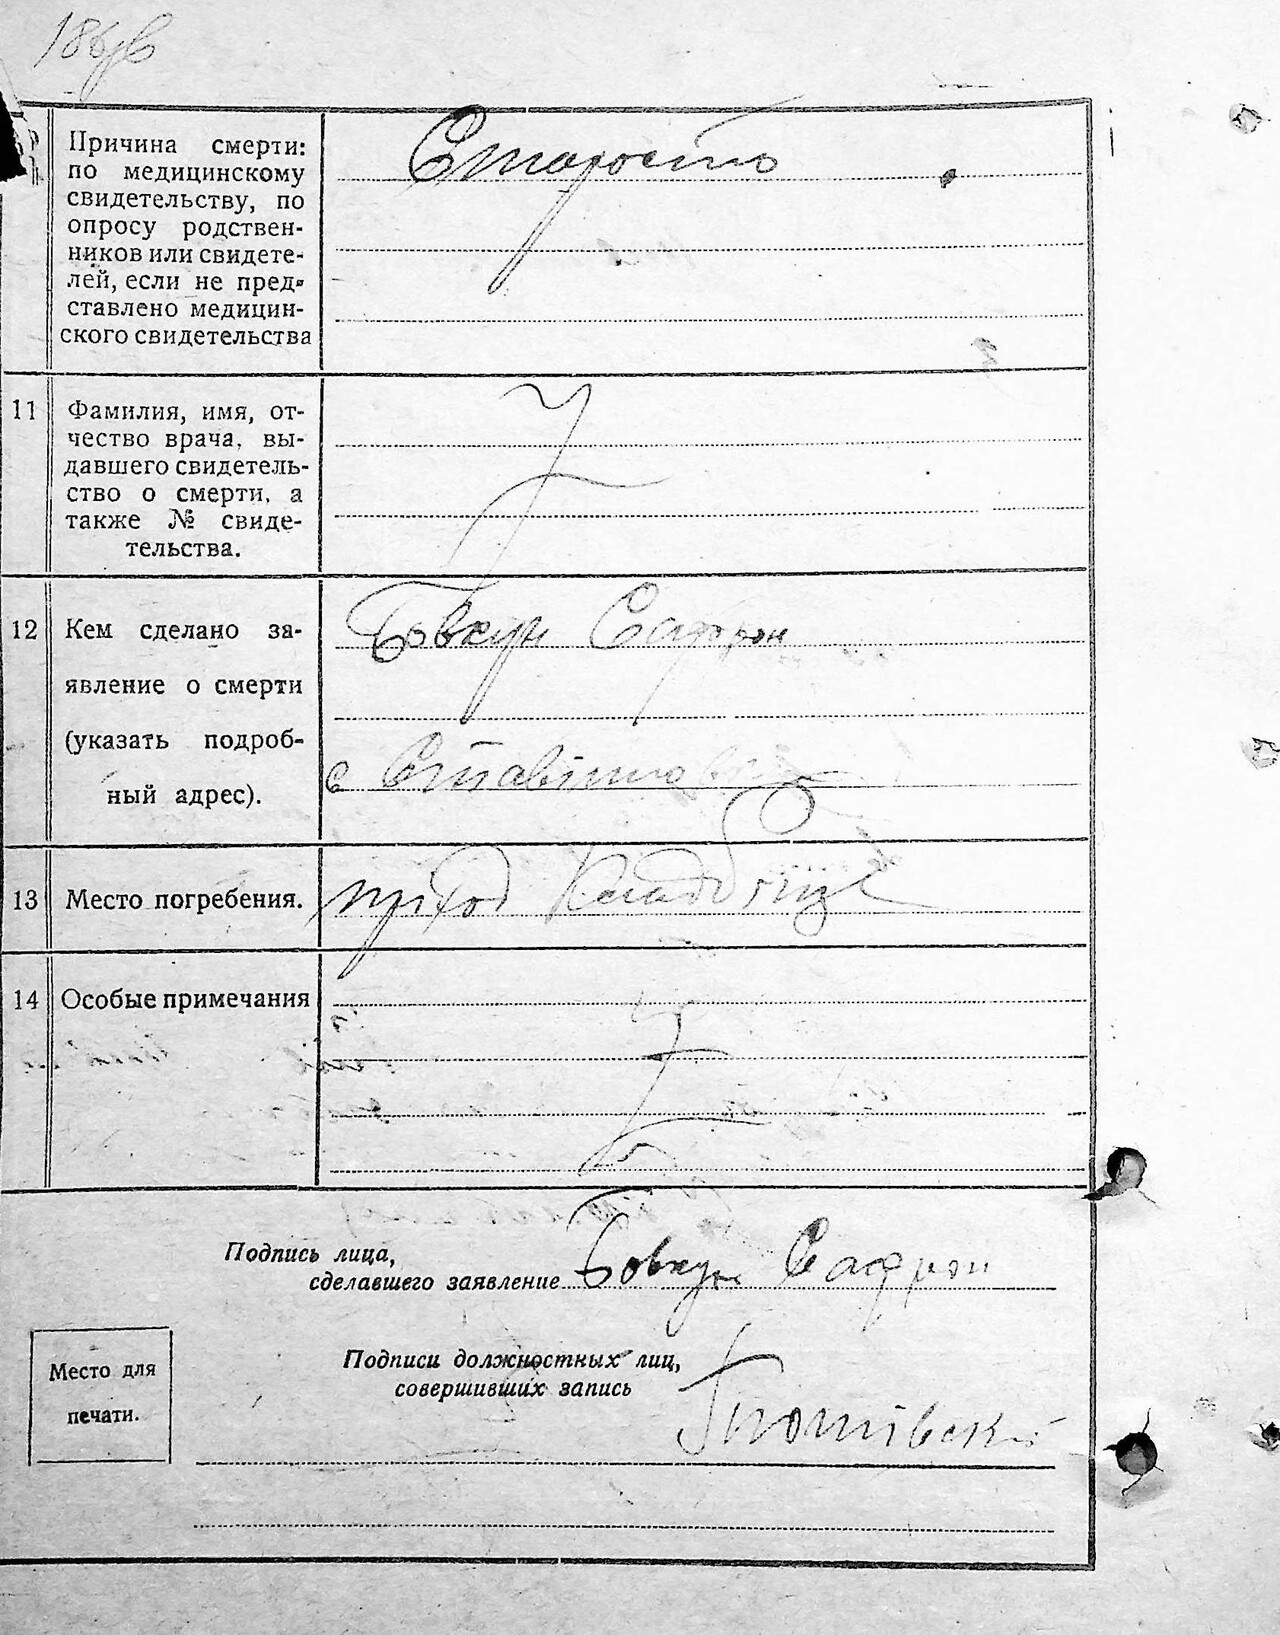 Причина смерти:
по медицинскому
свидетельству, по
опросу родствен-
ников или свидете-
лей, если не пред-
ставлено медицин-
ского свидетельства
Старость
11
Фамилия, имя, от-
чество врача, вы-
давшего свидетель-
ство о смерти, а
также № свиде-
тельства.
12
Кем сделано за-
явление о смерти
(указать подроб-
ный адрес).
Бовкун Сафрон
с
13
Место погребения.
14
Особые примечания
Подпись лица,
сделавшего заявление Бовкун Сафрон
Место для
печати.
Подписи должностных лиц,
совершивших запись